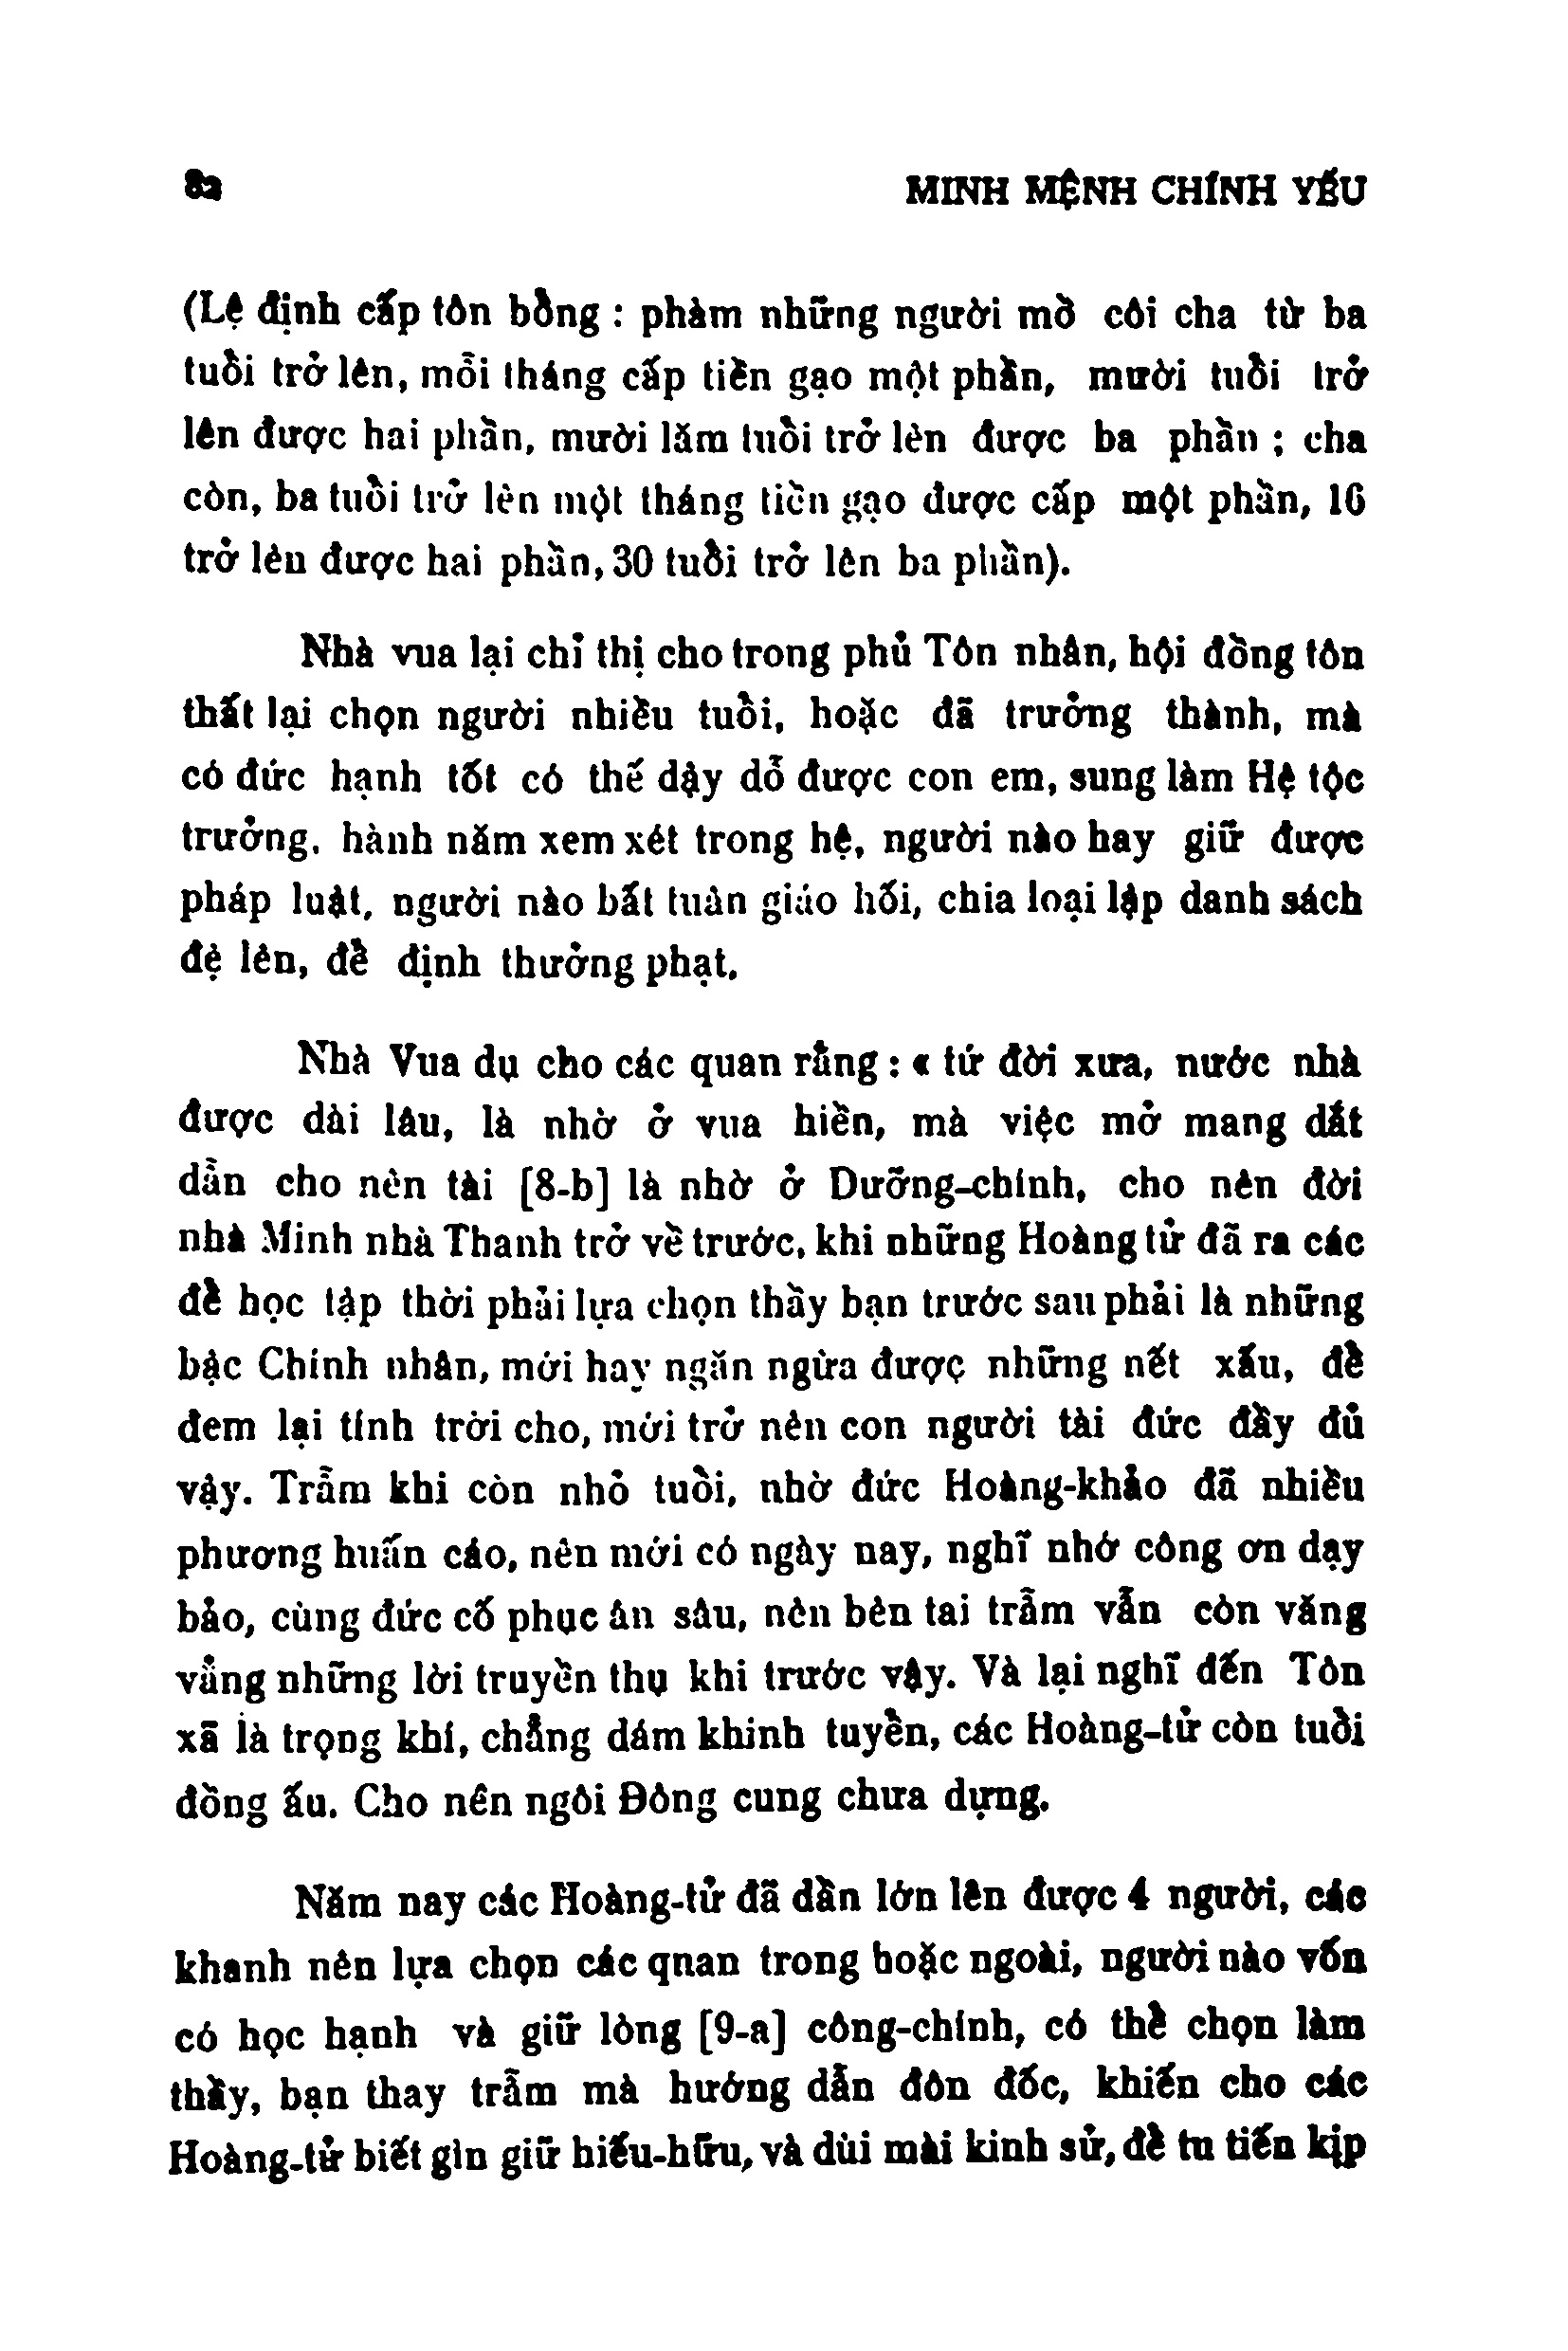 82
MINH MỆNH CHÍNH YẾU
(Lệ định cấp tôn bổng : phàm những người mồ côi cha từ ba
tuổi trở lên, mỗi tháng cấp tiền gạo một phần, mười tuổi trở
lên được hai phần, mười lăm tuổi trở lên được ba phần ; cha
còn, ba tuổi trở lên một tháng tiền gạo được cấp một phần, 16
trở lêu được hai phần, 30 tuổi trở lên ba phần).
Nhà vua lại chỉ thị cho trong phủ Tôn nhân, hội đồng tôn
thất lại chọn người nhiều tuổi, hoặc đã trưởng thành, mà
có đức hạnh tốt có thế dậy dỗ được con em, sung làm Hệ tộc
trưởng. hành năm xem xét trong hệ, người nào hay giữ được
pháp luật, người nào bất tuân giáo hối, chia loại lập danh sách
đệ lên, để định thưởng phạt.
Nhà Vua dụ cho các quan rằng : « từ đời xưa, nước nhà
được dài lâu, là nhờ ở vua hiền, mà việc mở mang dắt
dẫn cho nên tài [8-b] là nhờ ở Dưỡng-chính, cho nên đời
nhà Minh nhà Thanh trở về trước, khi những Hoàng tử đã ra các
để học tập thời phải lựa chọn thầy bạn trước sau phải là những
bậc Chính nhân, mới hay ngăn ngừa được những nết xấu, để
đem lại tính trời cho, mới trở nên con người tài đức đầy đủ
vậy. Trẫm khi còn nhỏ tuổi, nhờ đức Hoàng-khảo đã nhiều
phương huấn cáo, nên mới có ngày nay, nghĩ nhớ công ơn dạy
bảo, cùng đức cố phục ân sâu, nên bên tai trẫm vẫn còn văng
vẳng những lời truyền thụ khi trước vậy. Và lại nghĩ đến Tôn
xã là trọng khí, chẳng dám khinh tuyển, các Hoàng-tử còn tuổi
đồng ấu. Cho nên ngôi Đông cung chưa dựng.
Năm nay các Hoàng-tử đã dần lớn lên được 4 người, các
khanh nên lựa chọn các qnan trong hoặc ngoài, người nào vốn
có học hạnh và giữ lòng [9-a] công-chính, có thể chọn làm
thầy, bạn thay trẫm mà hướng dẫn đôn đốc, khiến cho các
Hoàng-tử biết gìn giữ hiếu-hữu, và dùi mài kinh sử, để tu tiến kịp